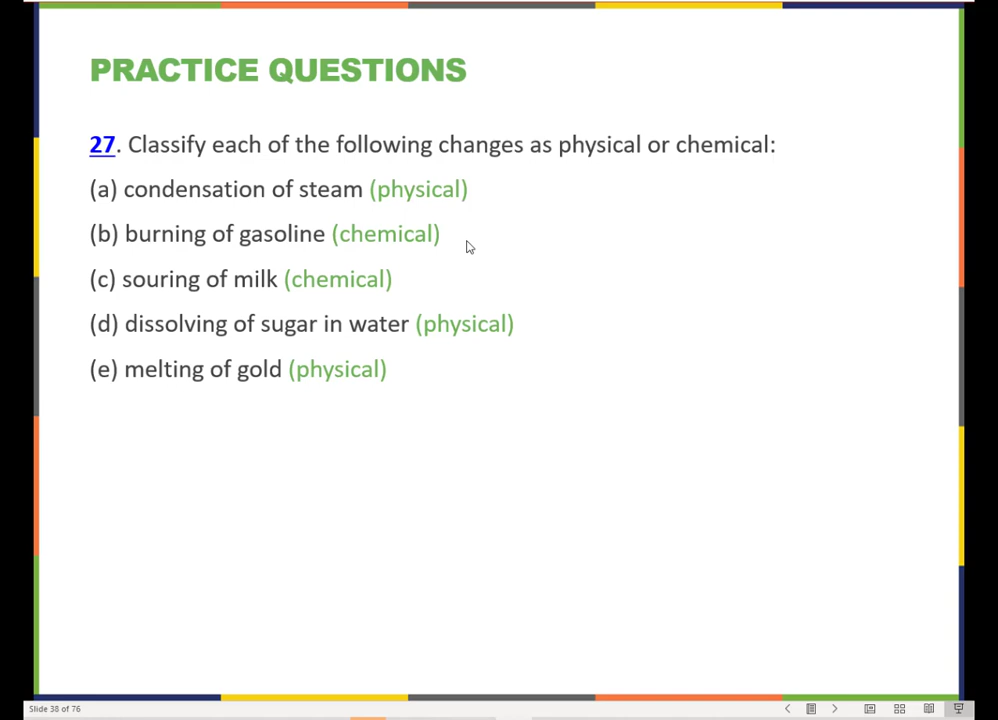 PRACTICE QUESTIONS
27. Classify each of the following changes as physical or chemical:
(a) condensation of steam (physical)
(b) burning of gasoline (chemical)
(c) souring of milk (chemical)
(d) dissolving of sugar in water (physical)
(e) melting of gold (physical)
Slide 38 of 76